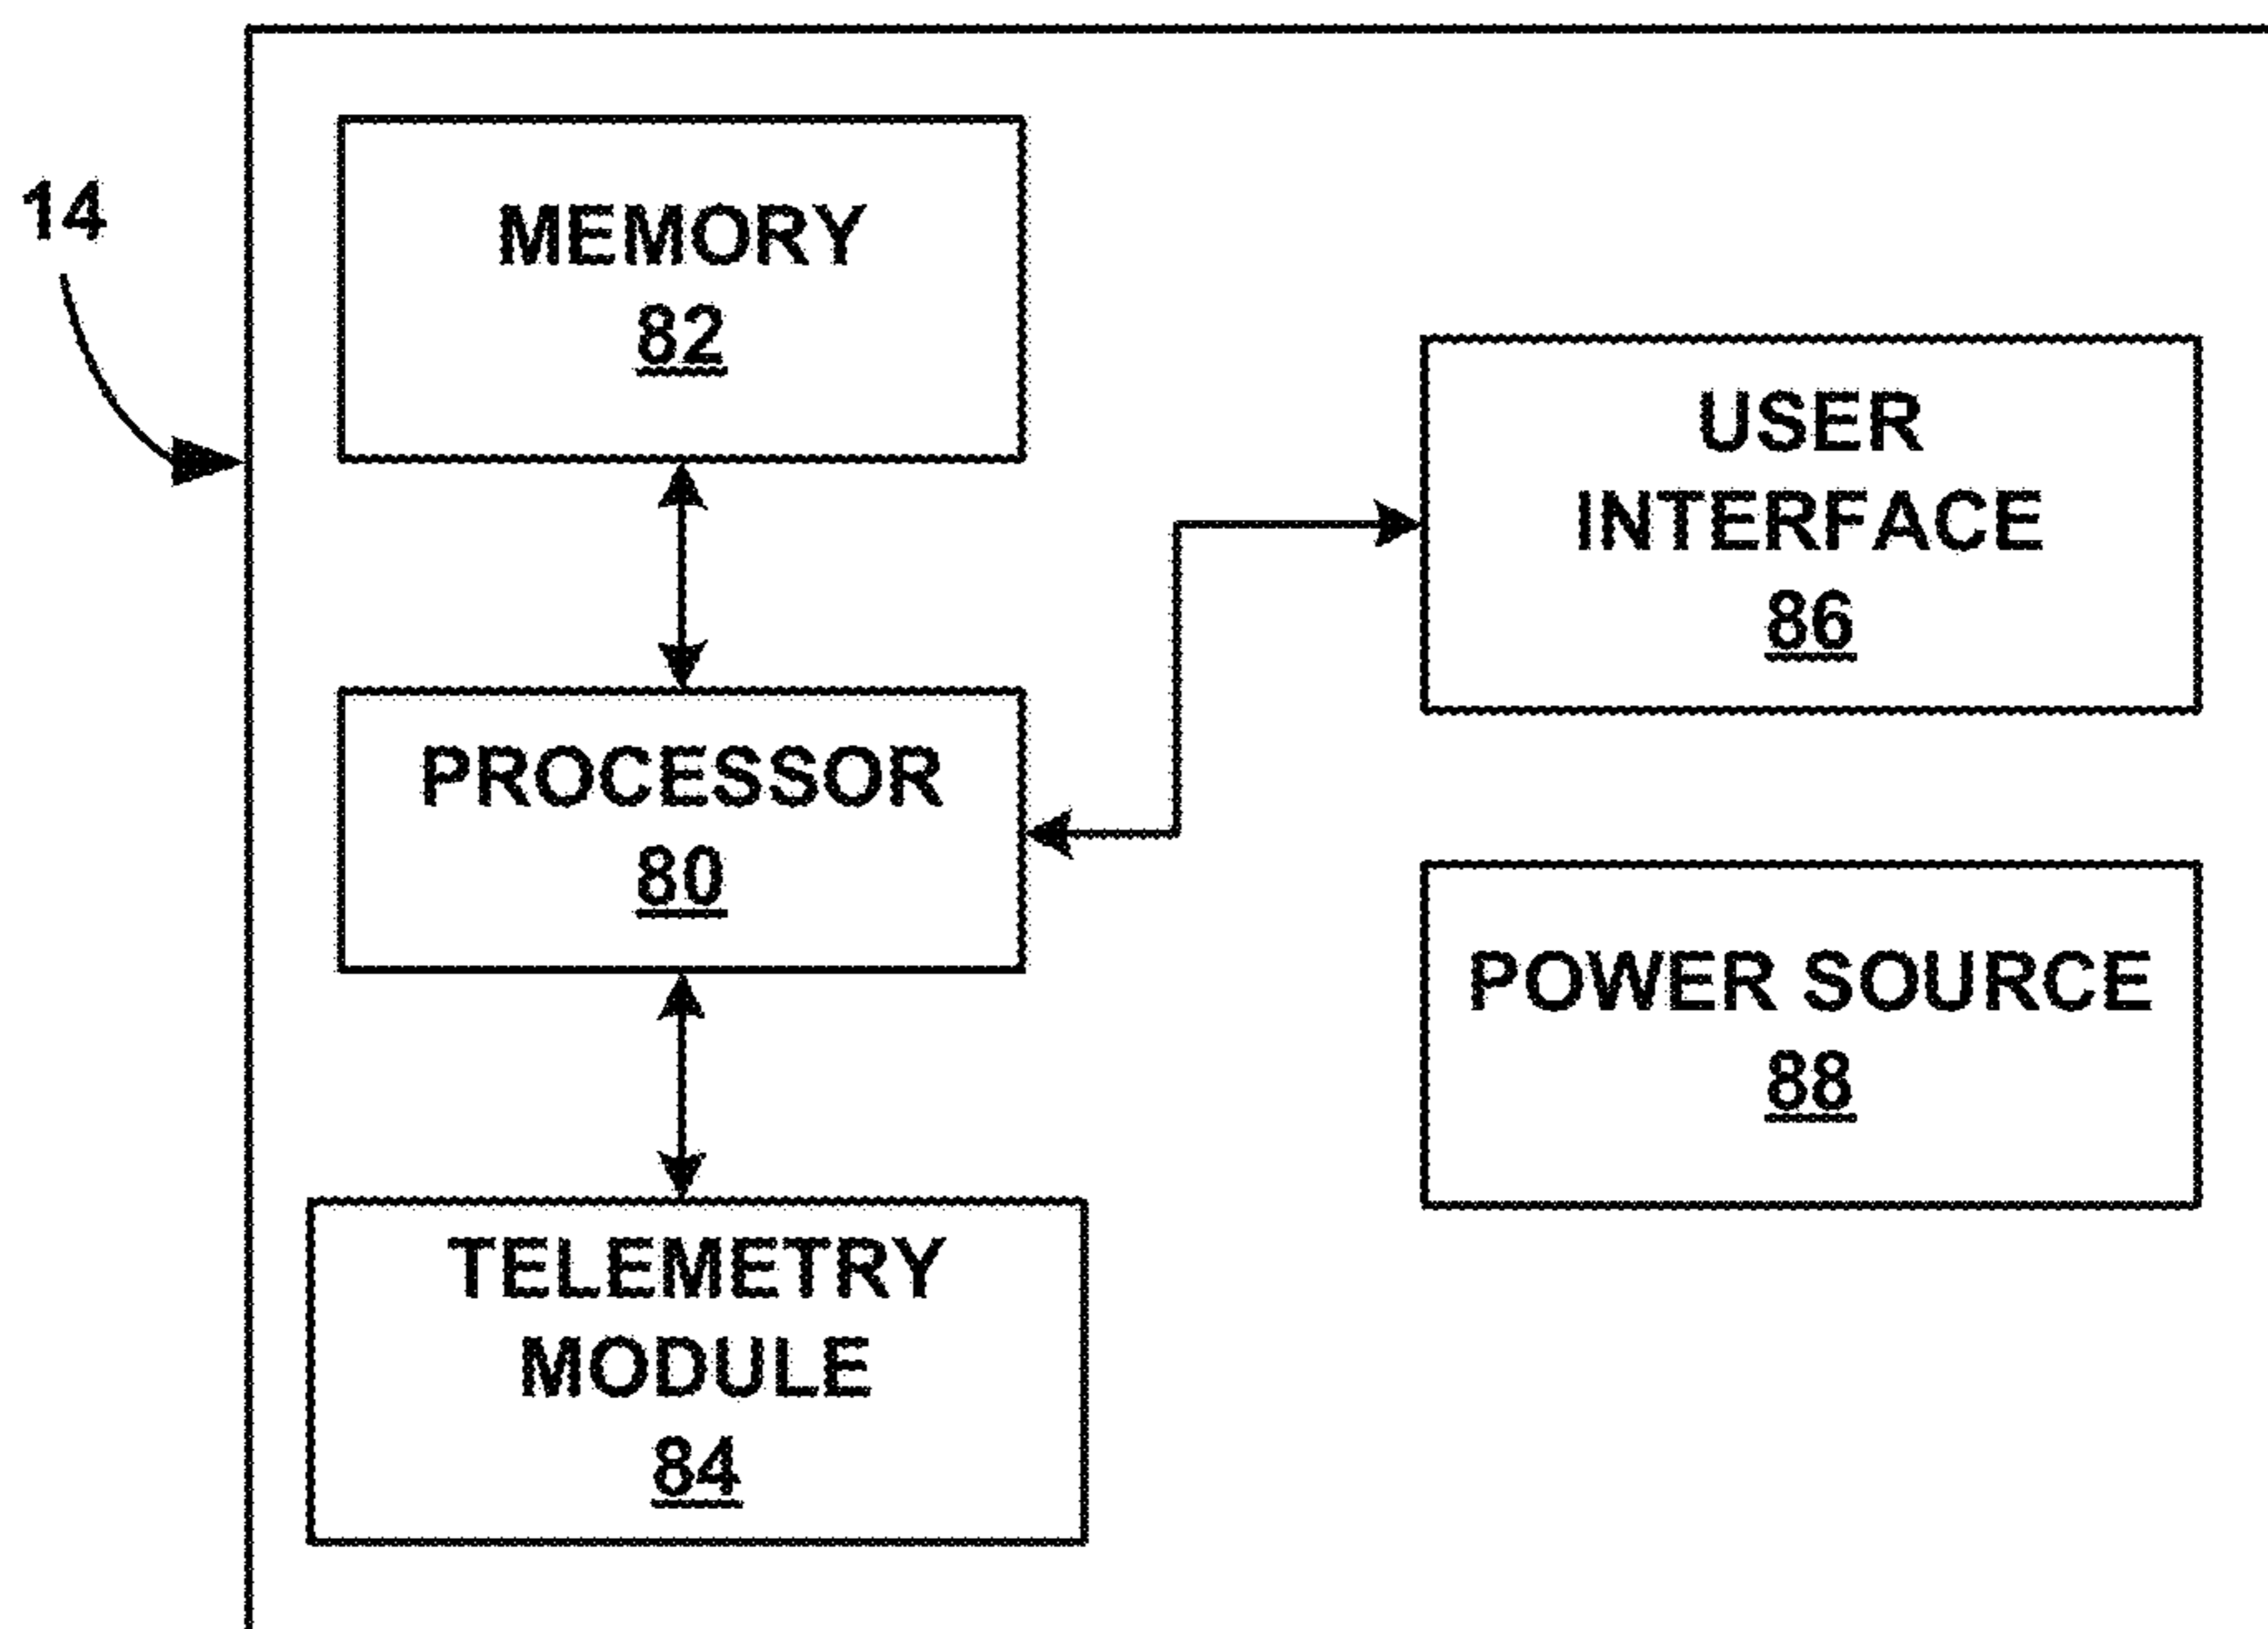 14
MEMORY
82
USER
INTERFACE
86
PROCESSOR
80
POWER SOURCE
88
TELEMETRY
MODULE
84